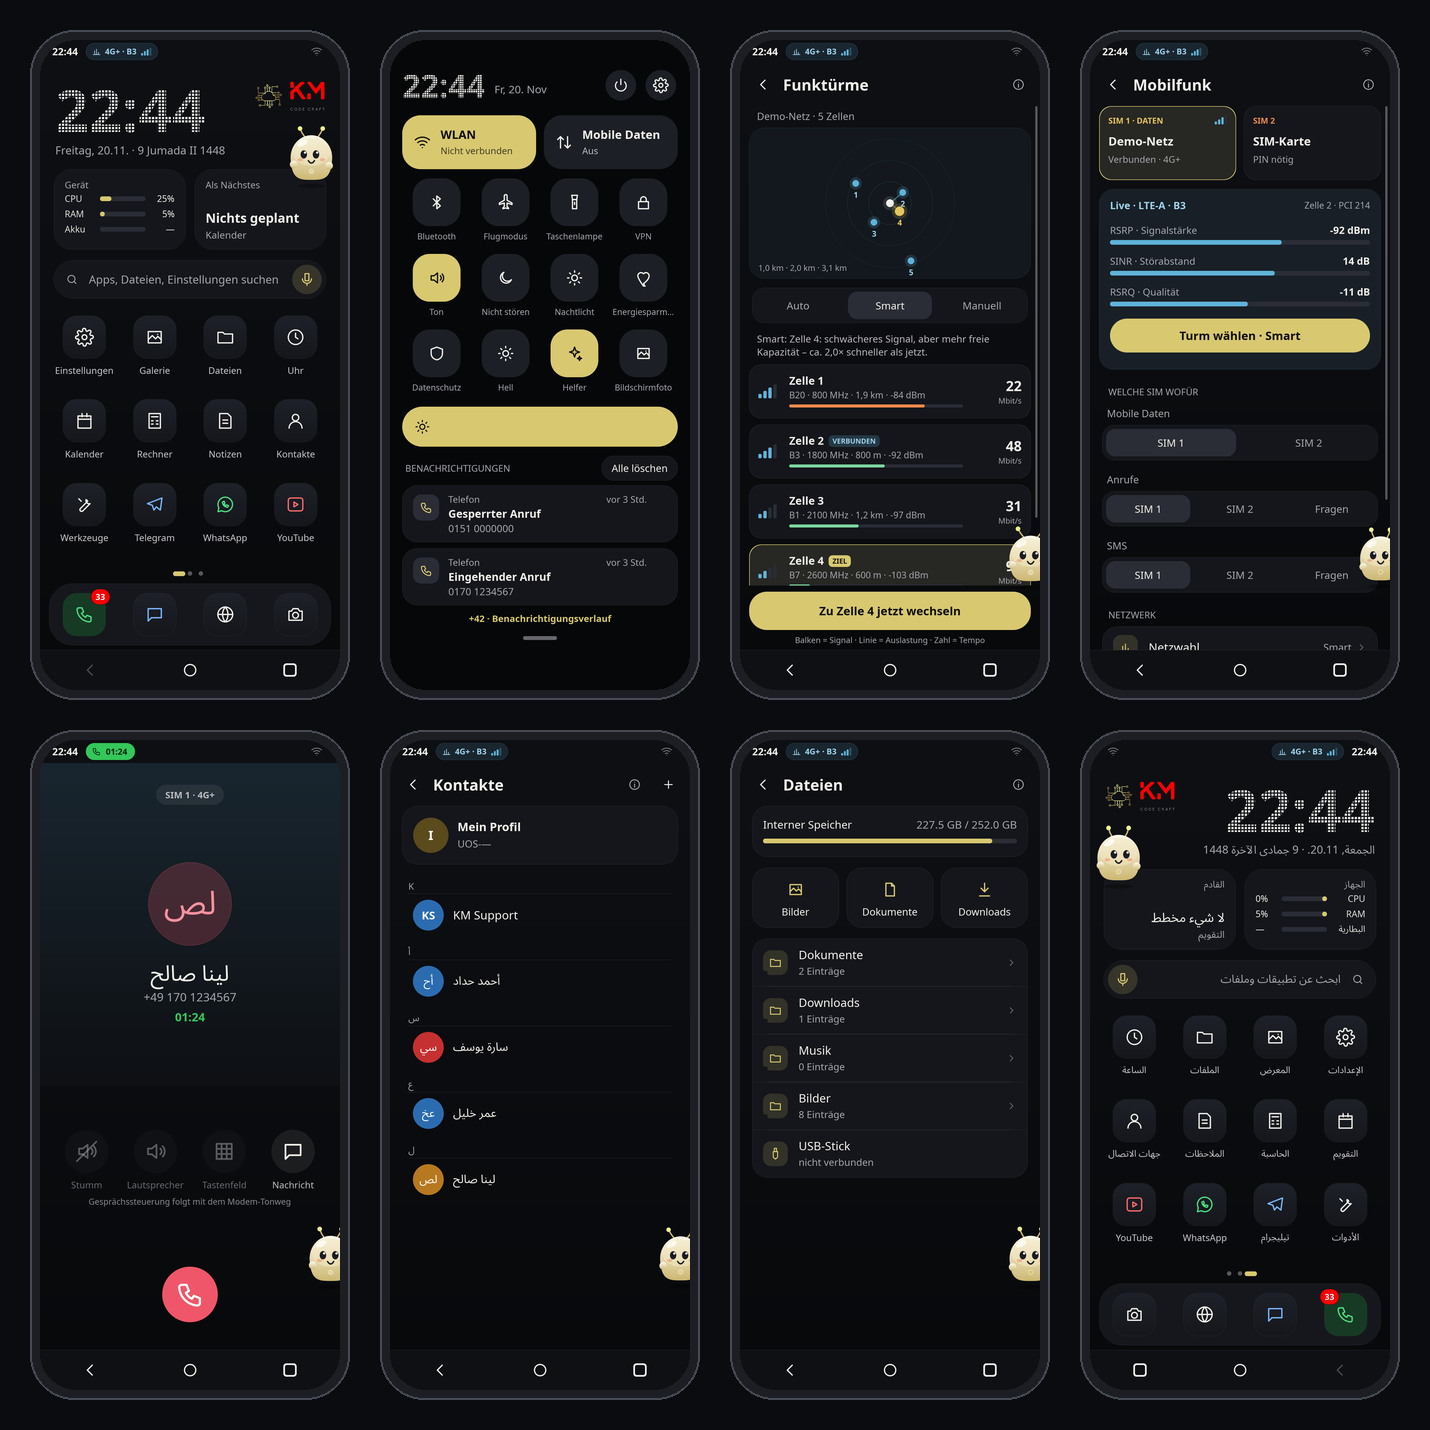 22:44
4G+ · B3
22:44
KM
CODE CRAFT
Freitag, 20.11. · 9 Jumada II 1448
Gerät
CPU 25%
RAM 5%
Akku —
Als Nächstes
Nichts geplant
Kalender
Apps, Dateien, Einstellungen suchen
Einstellungen Galerie Dateien Uhr
Kalender Rechner Notizen Kontakte
Werkzeuge Telegram WhatsApp YouTube
33
22:44 Fr, 20. Nov
WLAN
Nicht verbunden
Mobile Daten
Aus
Bluetooth Flugmodus Taschenlampe VPN
Ton Nicht stören Nachtlicht Energiesparm...
Datenschutz Hell Helfer Bildschirmfoto
BENACHRICHTIGUNGEN
Alle löschen
Telefon vor 3 Std.
Gesperrter Anruf
0151 0000000
Telefon vor 3 Std.
Eingehender Anruf
0170 1234567
+42 · Benachrichtigungsverlauf
22:44
4G+ · B3
Funktürme
Demo-Netz · 5 Zellen
1
2
4
3
5
1,0 km · 2,0 km · 3,1 km
Auto Smart Manuell
Smart: Zelle 4: schwächeres Signal, aber mehr freie
Kapazität – ca. 2,0× schneller als jetzt.
Zelle 1
B20 · 800 MHz · 1,9 km · -84 dBm
22
Mbit/s
Zelle 2 VERBUNDEN
B3 · 1800 MHz · 800 m · -92 dBm
48
Mbit/s
Zelle 3
B1 · 2100 MHz · 1,2 km · -97 dBm
31
Mbit/s
Zelle 4 ZIEL
B7 · 2600 MHz · 600 m · -103 dBm
Mbit/s
Zu Zelle 4 jetzt wechseln
Balken = Signal · Linie = Auslastung · Zahl = Tempo
22:44
4G+ · B3
Mobilfunk
SIM 1 · DATEN
Demo-Netz
Verbunden · 4G+
SIM 2
SIM-Karte
PIN nötig
Live · LTE-A · B3 Zelle 2 · PCI 214
RSRP · Signalstärke -92 dBm
SINR · Störabstand 14 dB
RSRQ · Qualität -11 dB
Turm wählen · Smart
WELCHE SIM WOFÜR
Mobile Daten
SIM 1 SIM 2
Anrufe
SIM 1 SIM 2 Fragen
SMS
SIM 1 SIM 2 Fragen
NETZWERK
Netzwahl Smart
22:44
01:24
SIM 1 · 4G+
لص
لينا صالح
+49 170 1234567
01:24
Stumm Lautsprecher Tastenfeld Nachricht
Gesprächssteuerung folgt mit dem Modem-Tonweg
22:44
4G+ · B3
Kontakte
I
Mein Profil
UOS-—
K
KS KM Support
أ
أح أحمد حداد
س
سي سارة يوسف
ع
عخ عمر خليل
ل
لص لينا صالح
22:44
4G+ · B3
Dateien
Interner Speicher 227.5 GB / 252.0 GB
Bilder Dokumente Downloads
Dokumente
2 Einträge
Downloads
1 Einträge
Musik
0 Einträge
Bilder
8 Einträge
USB-Stick
nicht verbunden
4G+ · B3
22:44
KM
CODE CRAFT
22:44
الجمعة, 20.11. · 9 جمادى الآخرة 1448
الجهاز
CPU 0%
RAM 5%
البطارية —
القادم
لا شيء مخطط
التقويم
ابحث عن تطبيقات وملفات
الإعدادات المعرض الملفات الساعة
التقويم الحاسبة الملاحظات جهات الاتصال
الأدوات تيليجرام WhatsApp YouTube
33